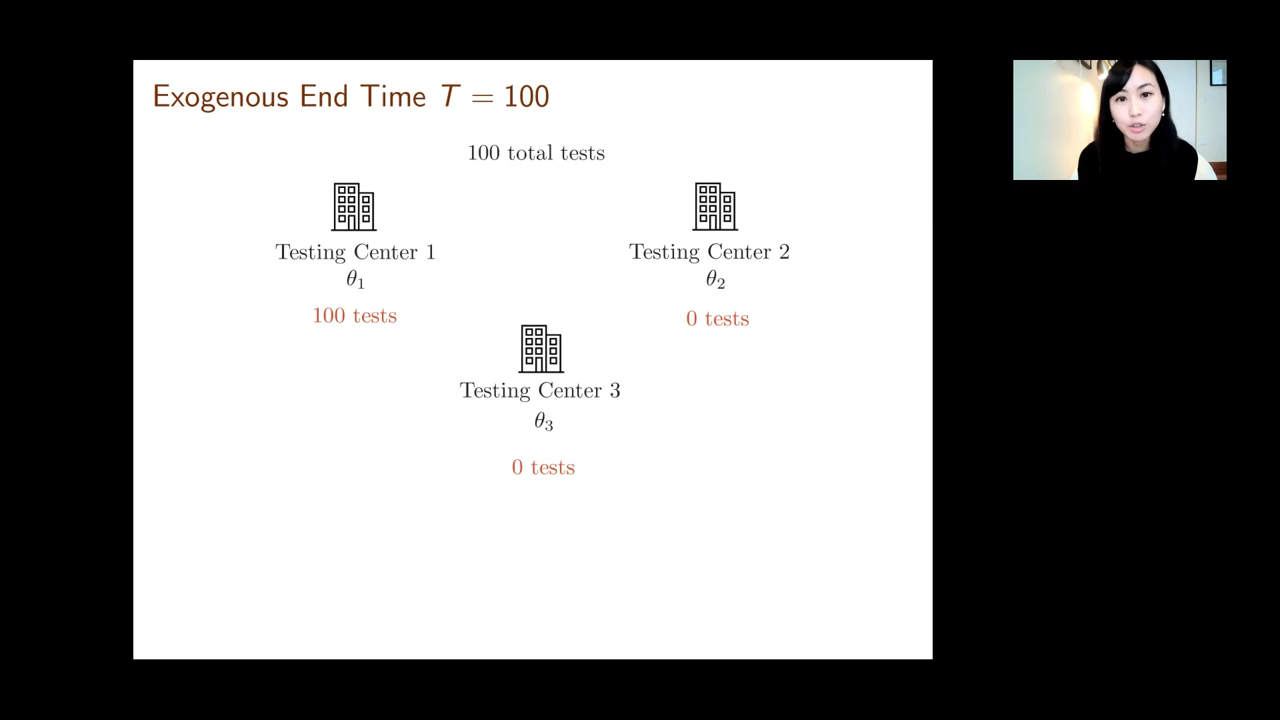 Exogenous End Time T = 100
100 total tests
Testing Center 1
θ₁
100 tests
Testing Center 2
θ₂
0 tests
Testing Center 3
θ₃
0 tests